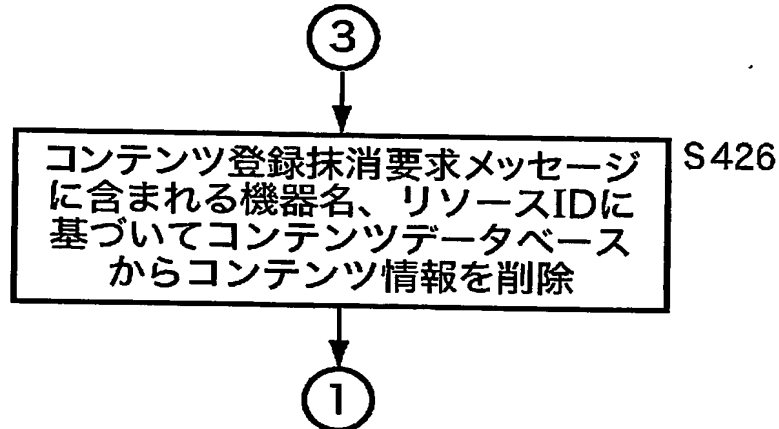 3
コンテンツ登録抹消要求メッセージ
に含まれる機器名、リソースIDに
基づいてコンテンツデータベース
からコンテンツ情報を削除
S426
1